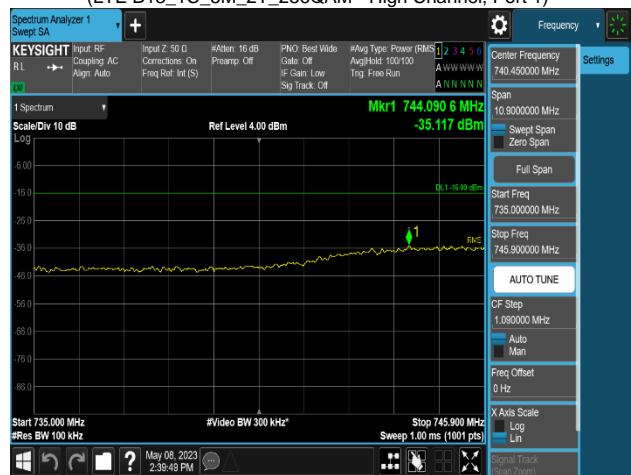 (LTE B13_1C_5M_2T_256QAM - High Channel, Port 1)
Spectrum Analyzer 1
Swept SA
Frequency
KEYSIGHT
RL
Input: RF
Coupling: AC
Align: Auto
Input Z: 50 Ω
Corrections: On
Freq Ref: Int (S)
#Atten: 16 dB
Preamp: Off
PNO: Best Wide
Gate: Off
IF Gain: Low
Sig Track: Off
#Avg Type: Power (RMS
Avg|Hold: 100/100
Trig: Free Run
1 2 3 4 5 6
A W W W W W
A N N N N N
LW
1 Spectrum
Scale/Div 10 dB
Log
Ref Level 4.00 dBm
Mkr1 744.090 6 MHz
-35.117 dBm
-6.00
-16.0
-26.0
-36.0
-46.0
-56.0
-66.0
-76.0
-86.0
DL1 -16.00 dBm
1
RMS
Start 735.000 MHz
#Res BW 100 kHz
#Video BW 300 kHz*
Stop 745.900 MHz
Sweep 1.00 ms (1001 pts)
Center Frequency
740.450000 MHz
Settings
Span
10.9000000 MHz
Swept Span
Zero Span
Full Span
Start Freq
735.000000 MHz
Stop Freq
745.900000 MHz
AUTO TUNE
CF Step
1.090000 MHz
Auto
Man
Freq Offset
0 Hz
X Axis Scale
Log
Lin
Signal Track
(Span Zoom)
?
May 08, 2023
2:39:49 PM